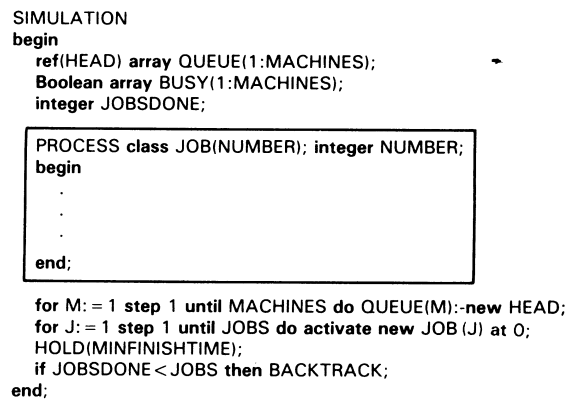 SIMULATION
begin
ref(HEAD) array QUEUE(1:MACHINES);
Boolean array BUSY(1:MACHINES);
integer JOBSDONE;
PROCESS class JOB(NUMBER); integer NUMBER;
begin
.
.
.
end;
for M: = 1 step 1 until MACHINES do QUEUE(M):-new HEAD;
for J: = 1 step 1 until JOBS do activate new JOB (J) at 0;
HOLD(MINFINISHTIME);
if JOBSDONE < JOBS then BACKTRACK;
end;